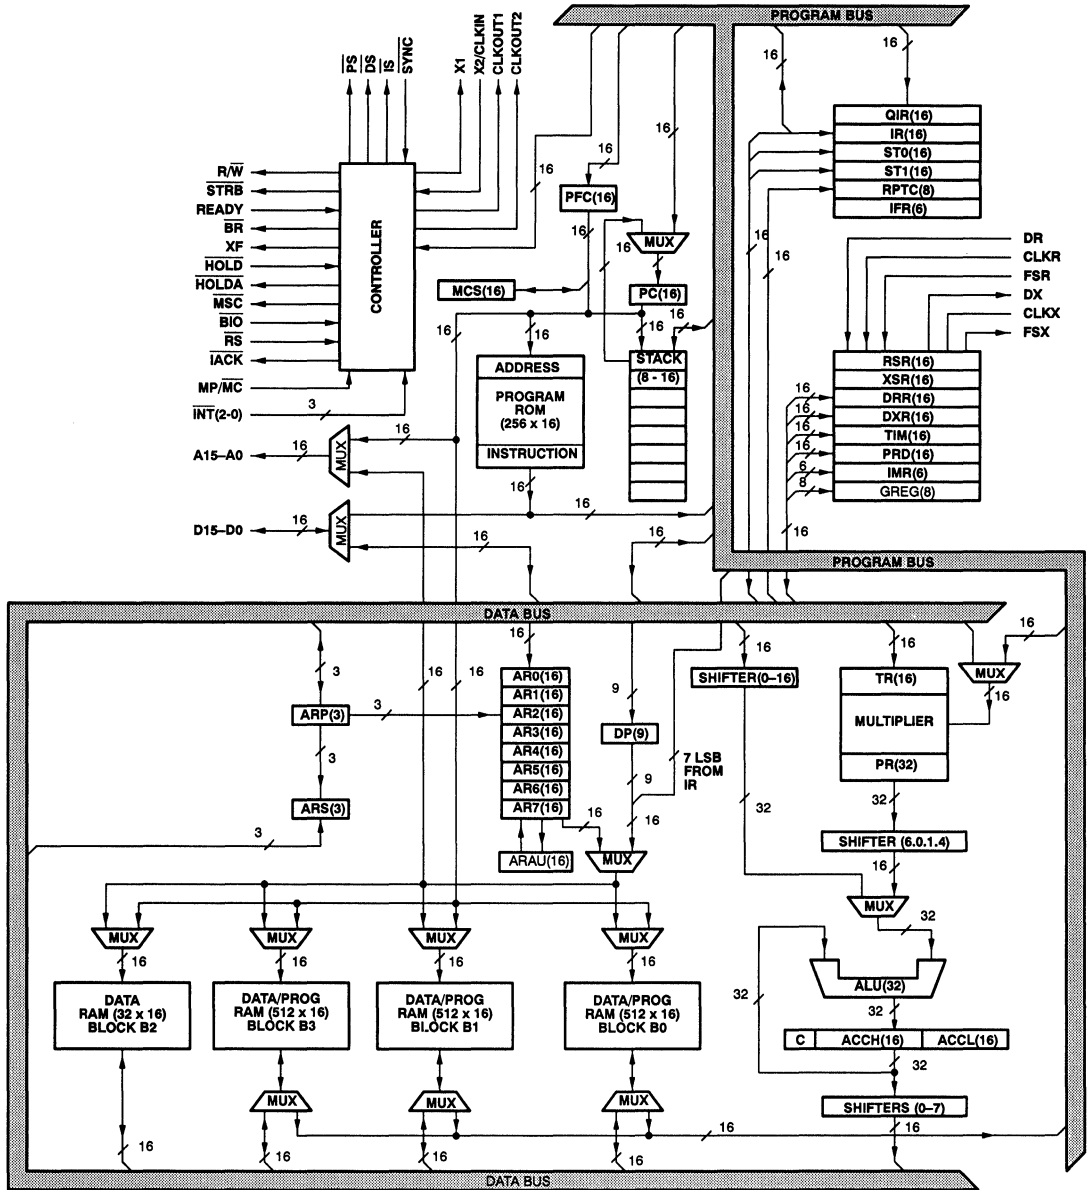 PROGRAM BUS
PS
DS
IS
SYNC
X1
X2/CLKIN
CLKOUT1
CLKOUT2
16
16
16
16
16
QIR(16)
IR(16)
ST0(16)
ST1(16)
RPTC(8)
IFR(6)
R/W
STRB
READY
BR
XF
HOLD
HOLDA
MSC
BIO
RS
IACK
MP/MC
INT(2-0)
3
CONTROLLER
PFC(16)
16
16
MUX
MCS(16)
PC(16)
16
16
16
16
16
16
DR
CLKR
FSR
DX
CLKX
FSX
ADDRESS
PROGRAM
ROM
(256 x 16)
INSTRUCTION
STACK
(8 - 16)
RSR(16)
XSR(16)
16
DRR(16)
16
DXR(16)
16
TIM(16)
16
PRD(16)
6
IMR(6)
8
GREG(8)
16
A15–A0
16
MUX
16
D15–D0
16
MUX
16
16
16
16
PROGRAM BUS
DATA BUS
16
16
16
16
3
16
16
AR0(16)
AR1(16)
AR2(16)
AR3(16)
AR4(16)
AR5(16)
AR6(16)
AR7(16)
SHIFTER(0–16)
TR(16)
MULTIPLIER
PR(32)
MUX
16
ARP(3)
3
9
DP(9)
9
7 LSB
FROM
IR
3
32
32
ARS(3)
3
16
16
ARAU(16)
MUX
SHIFTER (6.0.1.4)
16
MUX
32
MUX
MUX
MUX
MUX
16
16
16
16
DATA
RAM (32 x 16)
BLOCK B2
DATA/PROG
RAM (512 x 16)
BLOCK B3
DATA/PROG
RAM (512 x 16)
BLOCK B1
DATA/PROG
RAM (512 x 16)
BLOCK B0
32
ALU(32)
32
C
ACCH(16)
ACCL(16)
32
MUX
MUX
MUX
SHIFTERS (0–7)
16
16
16
16
16
16
DATA BUS